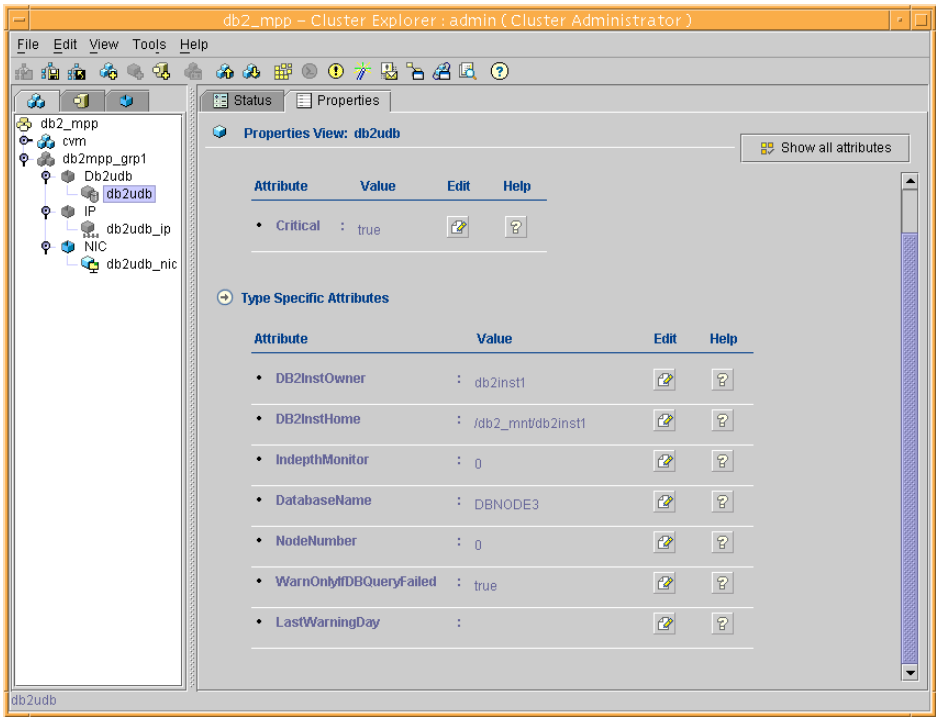 db2_mpp – Cluster Explorer : admin ( Cluster Administrator )
File Edit View Tools Help
Status Properties
db2_mpp
cvm
db2mpp_grp1
Db2udb
db2udb
IP
db2udb_ip
NIC
db2udb_nic
Properties View: db2udb
Show all attributes
Attribute Value Edit Help
• Critical : true
Type Specific Attributes
Attribute Value Edit Help
• DB2InstOwner : db2inst1
• DB2InstHome : /db2_mnt/db2inst1
• IndepthMonitor : 0
• DatabaseName : DBNODE3
• NodeNumber : 0
• WarnOnlyIfDBQueryFailed : true
• LastWarningDay :
db2udb